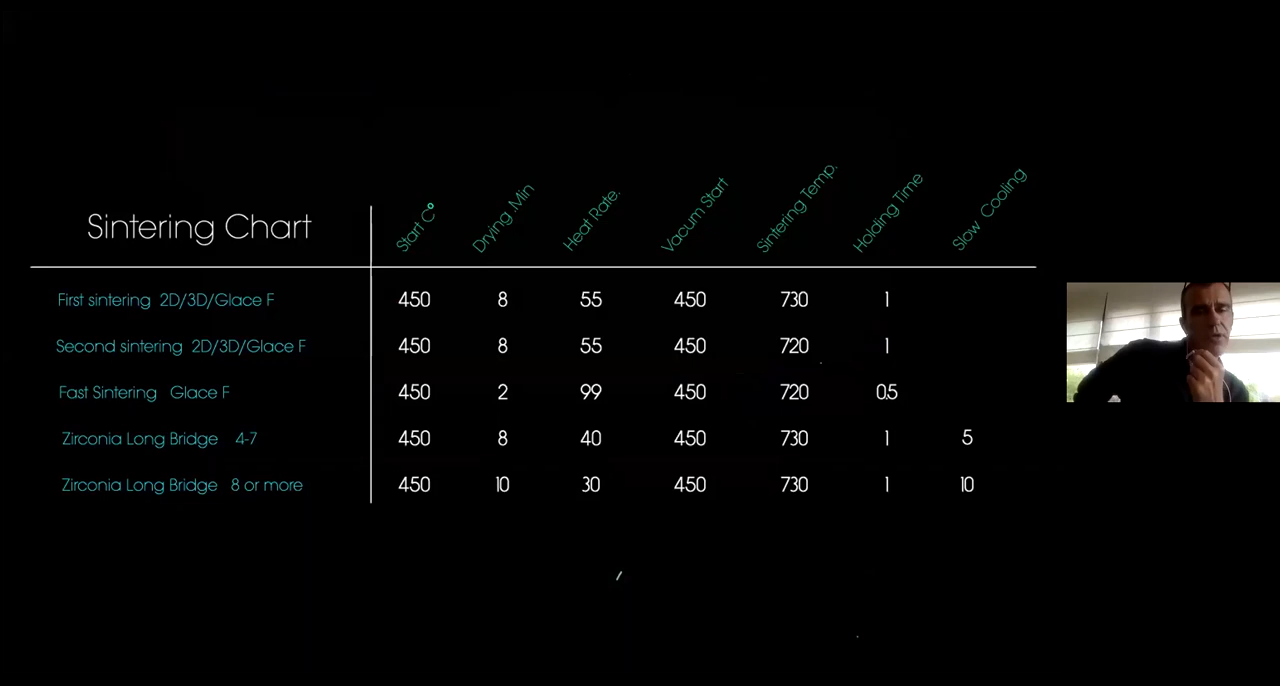 Sintering Chart Start C° Drying .Min Heat Rate. Vacum Start Sintering Temp. Holding Time Slow Cooling
First sintering 2D/3D/Glace F 450 8 55 450 730 1
Second sintering 2D/3D/Glace F 450 8 55 450 720 1
Fast Sintering Glace F 450 2 99 450 720 0.5
Zirconia Long Bridge 4-7 450 8 40 450 730 1 5
Zirconia Long Bridge 8 or more 450 10 30 450 730 1 10